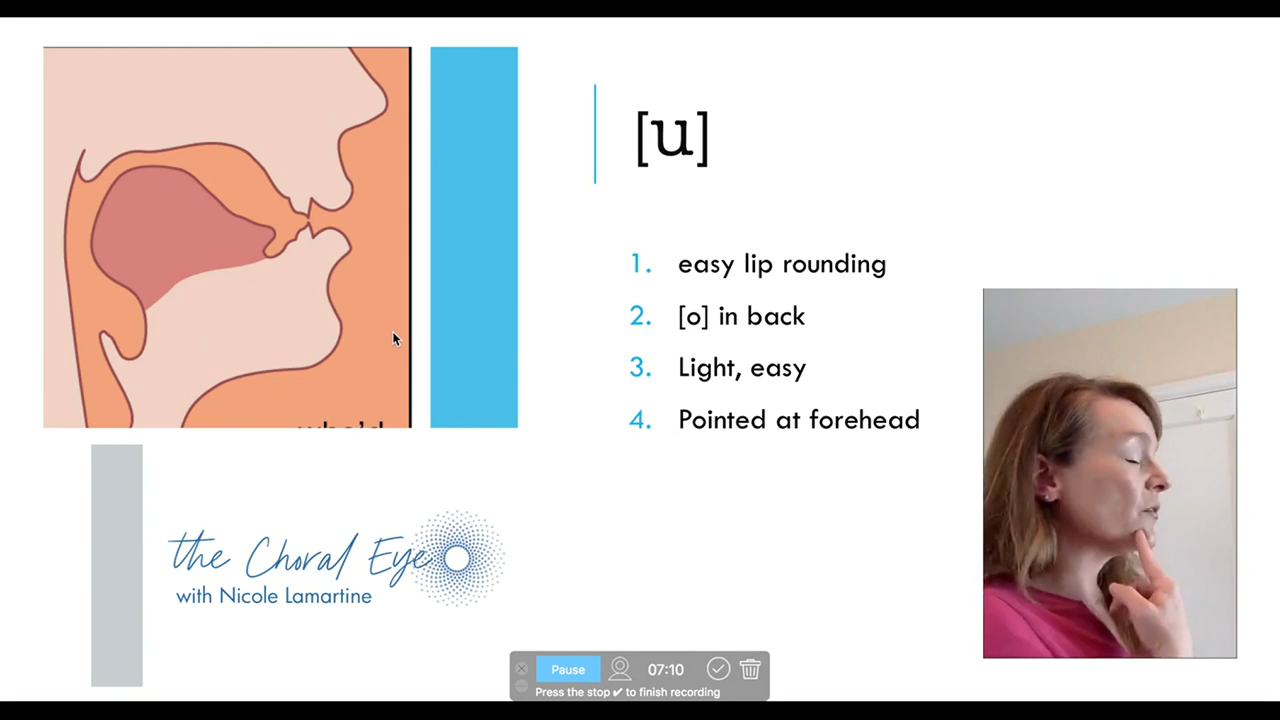 [u]
1. easy lip rounding
2. [o] in back
3. Light, easy
4. Pointed at forehead
who'd
the Choral Eye
with Nicole Lamartine
Pause
07:10
Press the stop ✔ to finish recording